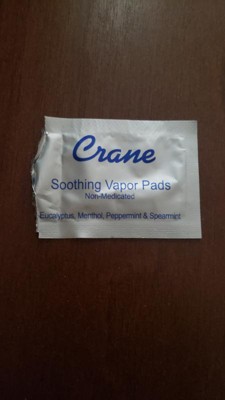 Crane
Soothing Vapor Pads
Non-Medicated
Eucalyptus, Menthol, Peppermint & Spearmint